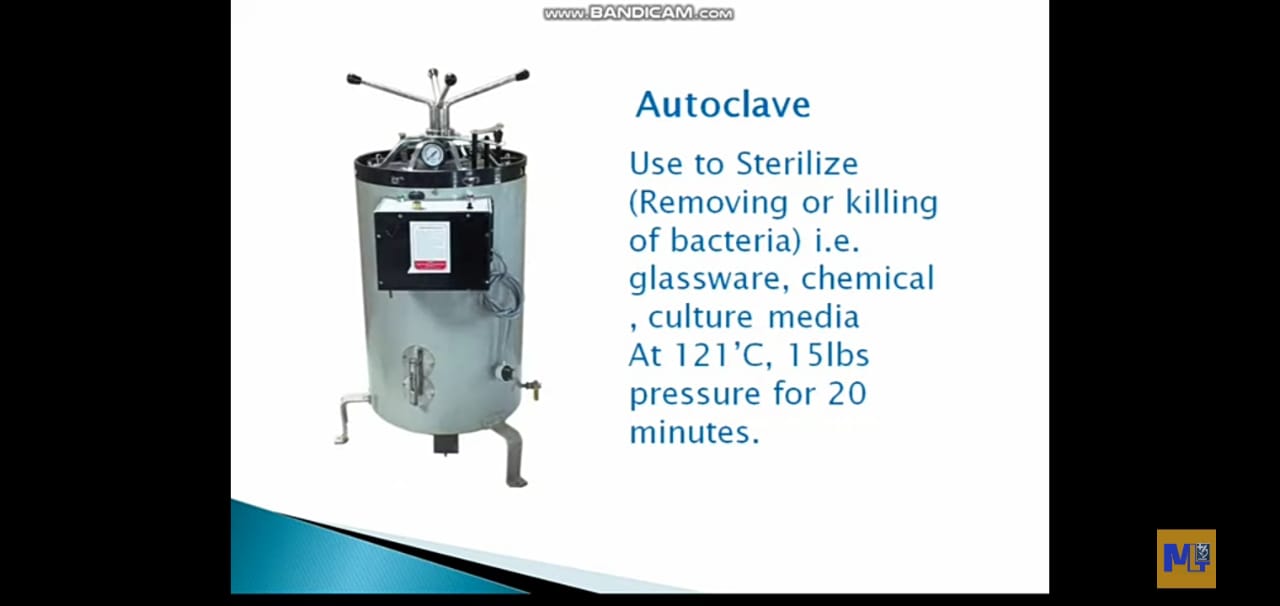 www.BANDICAM.com
Autoclave
Use to Sterilize
(Removing or killing
of bacteria) i.e.
glassware, chemical
, culture media
At 121’C, 15lbs
pressure for 20
minutes.
MLT